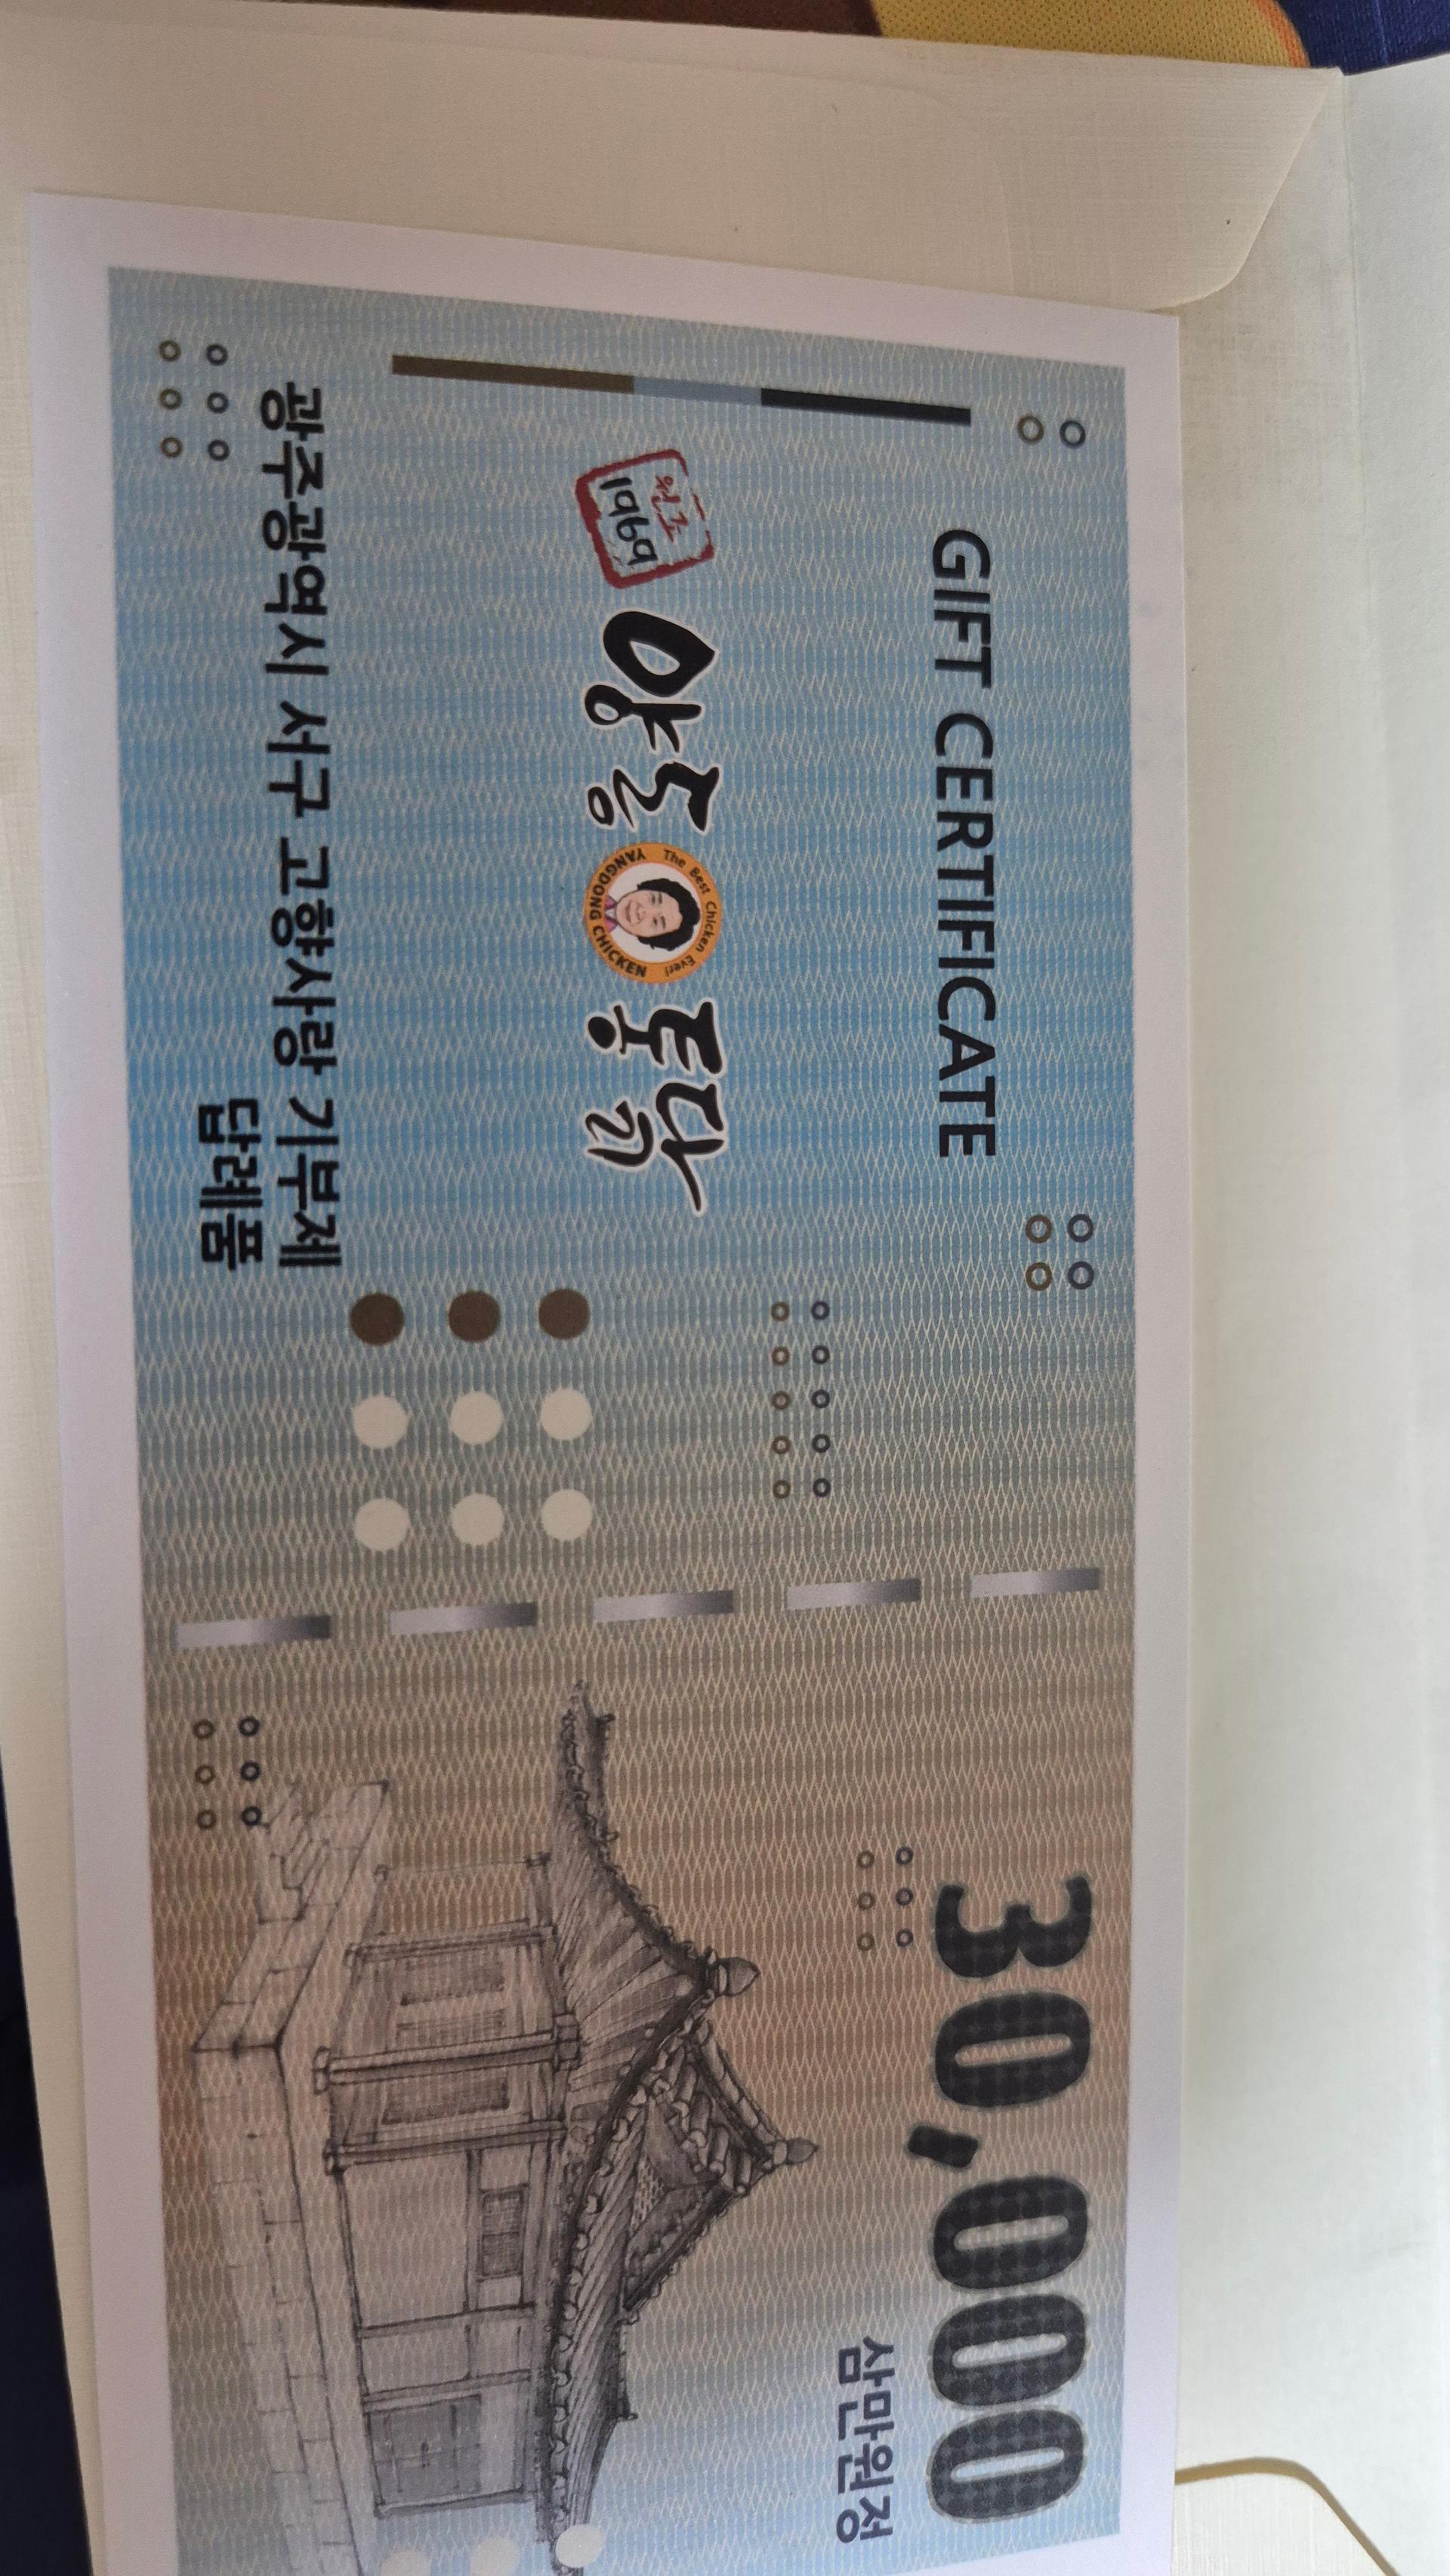 GIFT CERTIFICATE
원조
1969
양동
The Best Chicken Ever!
YANGDONG CHICKEN
통닭
광주광역시 서구 고향사랑 기부제
답례품
30,000
삼만원정